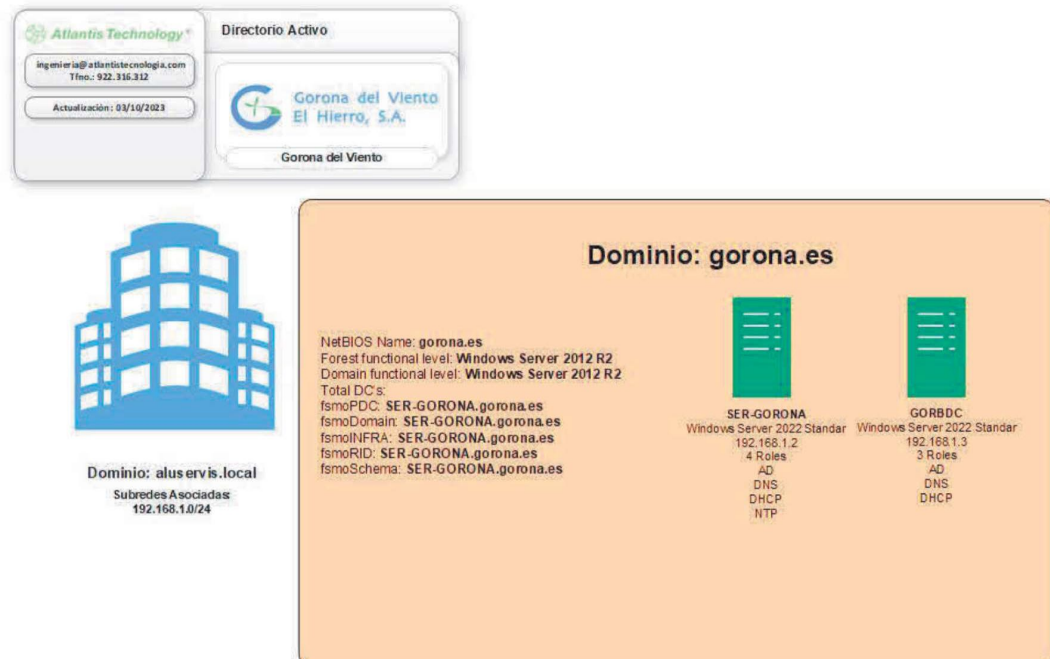 Atlantis Technology®
ingenieria@atlantistecnologia.com
Tfno.: 922.316.312
Actualización: 03/10/2023
Directorio Activo
Gorona del Viento
El Hierro, S.A.
Gorona del Viento
Dominio: aluservis.local
Subredes Asociadas:
192.168.1.0/24
Dominio: gorona.es
NetBIOS Name: gorona.es
Forest functional level: Windows Server 2012 R2
Domain functional level: Windows Server 2012 R2
Total DC's:
fsmoPDC: SER-GORONA.gorona.es
fsmoDomain: SER-GORONA.gorona.es
fsmoINFRA: SER-GORONA.gorona.es
fsmoRID: SER-GORONA.gorona.es
fsmoSchema: SER-GORONA.gorona.es
SER-GORONA
Windows Server 2022 Standar
192.168.1.2
4 Roles
AD
DNS
DHCP
NTP
GORBDC
Windows Server 2022 Standar
192.168.1.3
3 Roles
AD
DNS
DHCP